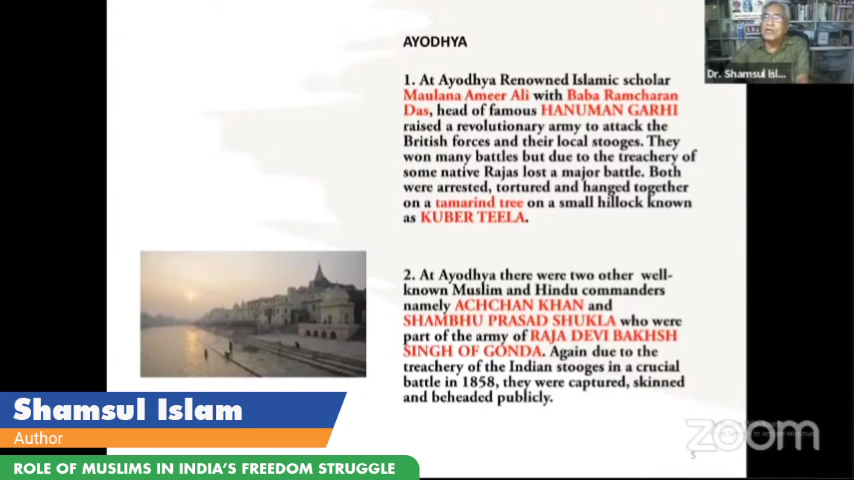 AYODHYA
Dr. Shamsul Isl...
1. At Ayodhya Renowned Islamic scholar
Maulana Ameer Ali with Baba Ramcharan
Das, head of famous HANUMAN GARHI
raised a revolutionary army to attack the
British forces and their local stooges. They
won many battles but due to the treachery of
some native Rajas lost a major battle. Both
were arrested, tortured and hanged together
on a tamarind tree on a small hillock known
as KUBER TEELA.
2. At Ayodhya there were two other well-
known Muslim and Hindu commanders
namely ACHCHAN KHAN and
SHAMBHU PRASAD SHUKLA who were
part of the army of RAJA DEVI BAKHSH
SINGH OF GONDA. Again due to the
treachery of the Indian stooges in a crucial
battle in 1858, they were captured, skinned
and beheaded publicly.
Shamsul Islam
Author
ROLE OF MUSLIMS IN INDIA'S FREEDOM STRUGGLE
zoom
3